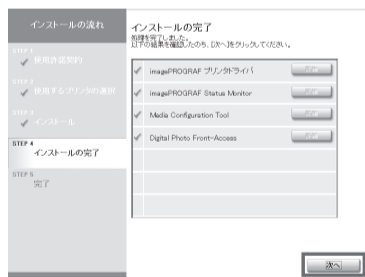 インストールの流れ
STEP 1
使用許諾契約
STEP 2
使用するプリンタの選択
STEP 3
インストール
STEP 4
インストールの完了
STEP 5
完了
インストールの完了
処理を完了しました。
以下の結果を確認したのち、[次へ]をクリックしてください。
imagePROGRAF プリンタドライバ
imagePROGRAF Status Monitor
Media Configuration Tool
Digital Photo Front-Access
次へ